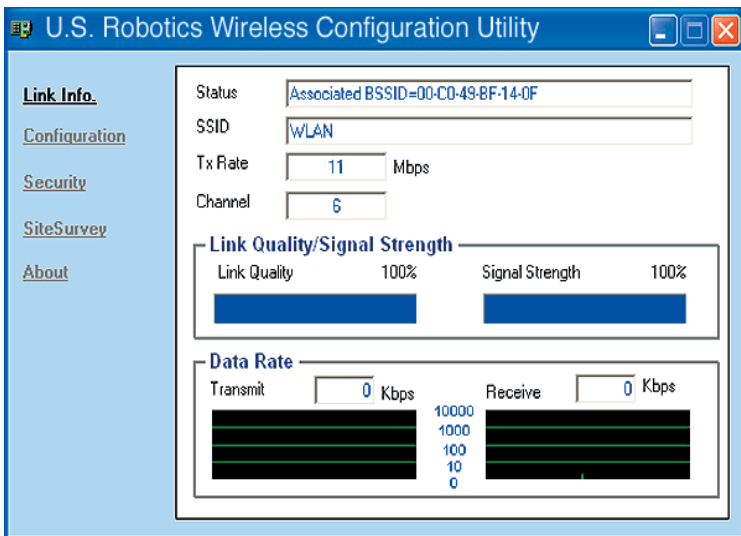 U.S. Robotics Wireless Configuration Utility
Link Info.
Configuration
Security
SiteSurvey
About
Status Associated BSSID=00-C0-49-BF-14-0F
SSID WLAN
Tx Rate 11 Mbps
Channel 6
Link Quality/Signal Strength
Link Quality 100% Signal Strength 100%
Data Rate
Transmit 0 Kbps Receive 0 Kbps
10000
1000
100
10
0